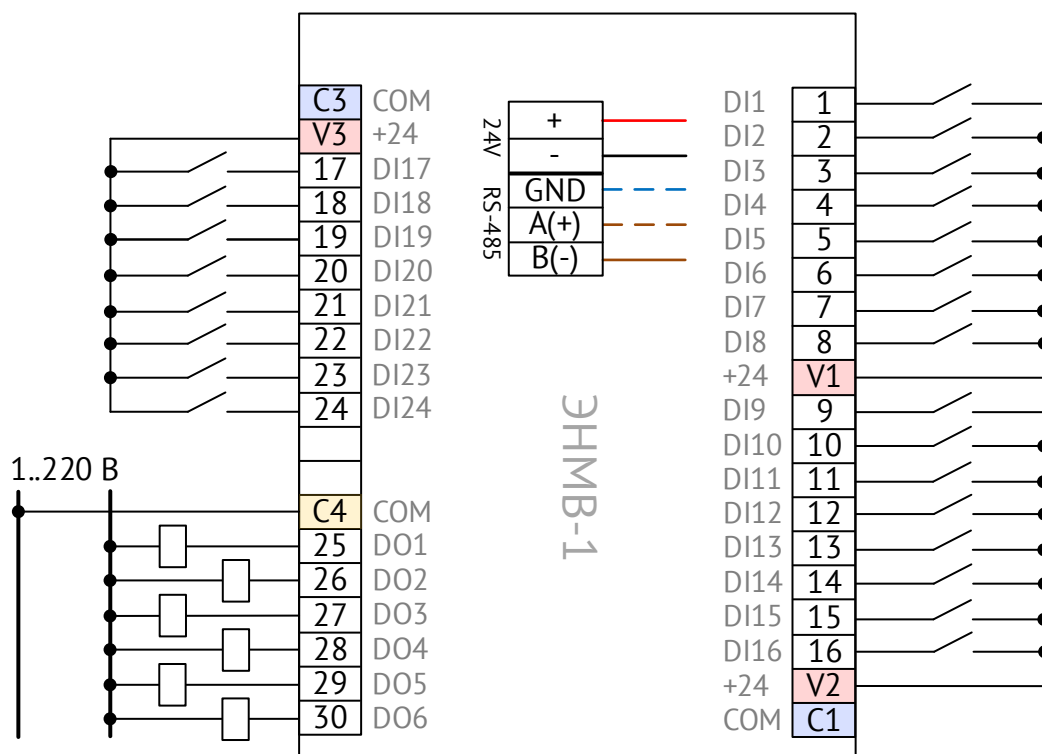 C3 COM
V3 +24
17 DI17
18 DI18
19 DI19
20 DI20
21 DI21
22 DI22
23 DI23
24 DI24
1..220 В
C4 COM
25 DO1
26 DO2
27 DO3
28 DO4
29 DO5
30 DO6
24V
+
-
RS-485
GND
A(+)
B(-)
ЭНМВ-1
DI1 1
DI2 2
DI3 3
DI4 4
DI5 5
DI6 6
DI7 7
DI8 8
+24 V1
DI9 9
DI10 10
DI11 11
DI12 12
DI13 13
DI14 14
DI15 15
DI16 16
+24 V2
COM C1